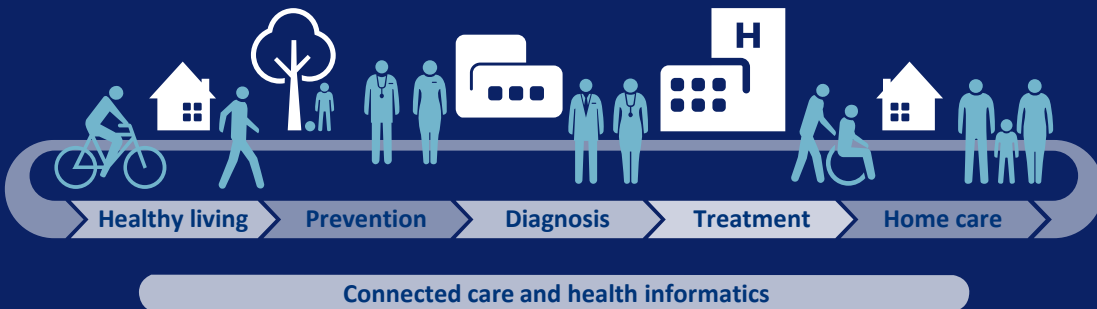 H
Healthy living
Prevention
Diagnosis
Treatment
Home care
Connected care and health informatics